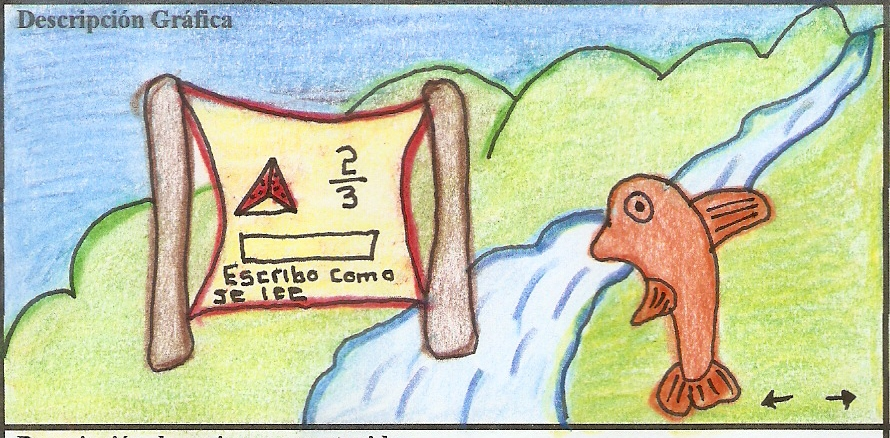 Descripción Gráfica
2
3
Escribo como
se lee